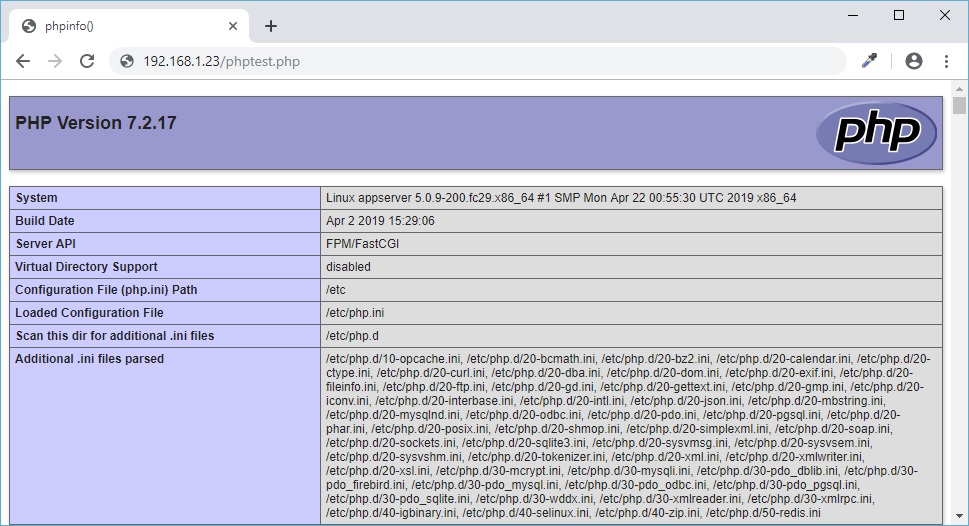 phpinfo()
192.168.1.23/phptest.php
PHP Version 7.2.17
php
System Linux appserver 5.0.9-200.fc29.x86_64 #1 SMP Mon Apr 22 00:55:30 UTC 2019 x86_64
Build Date Apr 2 2019 15:29:06
Server API FPM/FastCGI
Virtual Directory Support disabled
Configuration File (php.ini) Path /etc
Loaded Configuration File /etc/php.ini
Scan this dir for additional .ini files /etc/php.d
Additional .ini files parsed /etc/php.d/10-opcache.ini, /etc/php.d/20-bcmath.ini, /etc/php.d/20-bz2.ini, /etc/php.d/20-calendar.ini, /etc/php.d/20-
ctype.ini, /etc/php.d/20-curl.ini, /etc/php.d/20-dba.ini, /etc/php.d/20-dom.ini, /etc/php.d/20-exif.ini, /etc/php.d/20-
fileinfo.ini, /etc/php.d/20-ftp.ini, /etc/php.d/20-gd.ini, /etc/php.d/20-gettext.ini, /etc/php.d/20-gmp.ini, /etc/php.d/20-
iconv.ini, /etc/php.d/20-interbase.ini, /etc/php.d/20-intl.ini, /etc/php.d/20-json.ini, /etc/php.d/20-mbstring.ini,
/etc/php.d/20-mysqlnd.ini, /etc/php.d/20-odbc.ini, /etc/php.d/20-pdo.ini, /etc/php.d/20-pgsql.ini, /etc/php.d/20-
phar.ini, /etc/php.d/20-posix.ini, /etc/php.d/20-shmop.ini, /etc/php.d/20-simplexml.ini, /etc/php.d/20-soap.ini,
/etc/php.d/20-sockets.ini, /etc/php.d/20-sqlite3.ini, /etc/php.d/20-sysvmsg.ini, /etc/php.d/20-sysvsem.ini,
/etc/php.d/20-sysvshm.ini, /etc/php.d/20-tokenizer.ini, /etc/php.d/20-xml.ini, /etc/php.d/20-xmlwriter.ini,
/etc/php.d/20-xsl.ini, /etc/php.d/30-mcrypt.ini, /etc/php.d/30-mysqli.ini, /etc/php.d/30-pdo_dblib.ini, /etc/php.d/30-
pdo_firebird.ini, /etc/php.d/30-pdo_mysql.ini, /etc/php.d/30-pdo_odbc.ini, /etc/php.d/30-pdo_pgsql.ini,
/etc/php.d/30-pdo_sqlite.ini, /etc/php.d/30-wddx.ini, /etc/php.d/30-xmlreader.ini, /etc/php.d/30-xmlrpc.ini,
/etc/php.d/40-igbinary.ini, /etc/php.d/40-selinux.ini, /etc/php.d/40-zip.ini, /etc/php.d/50-redis.ini